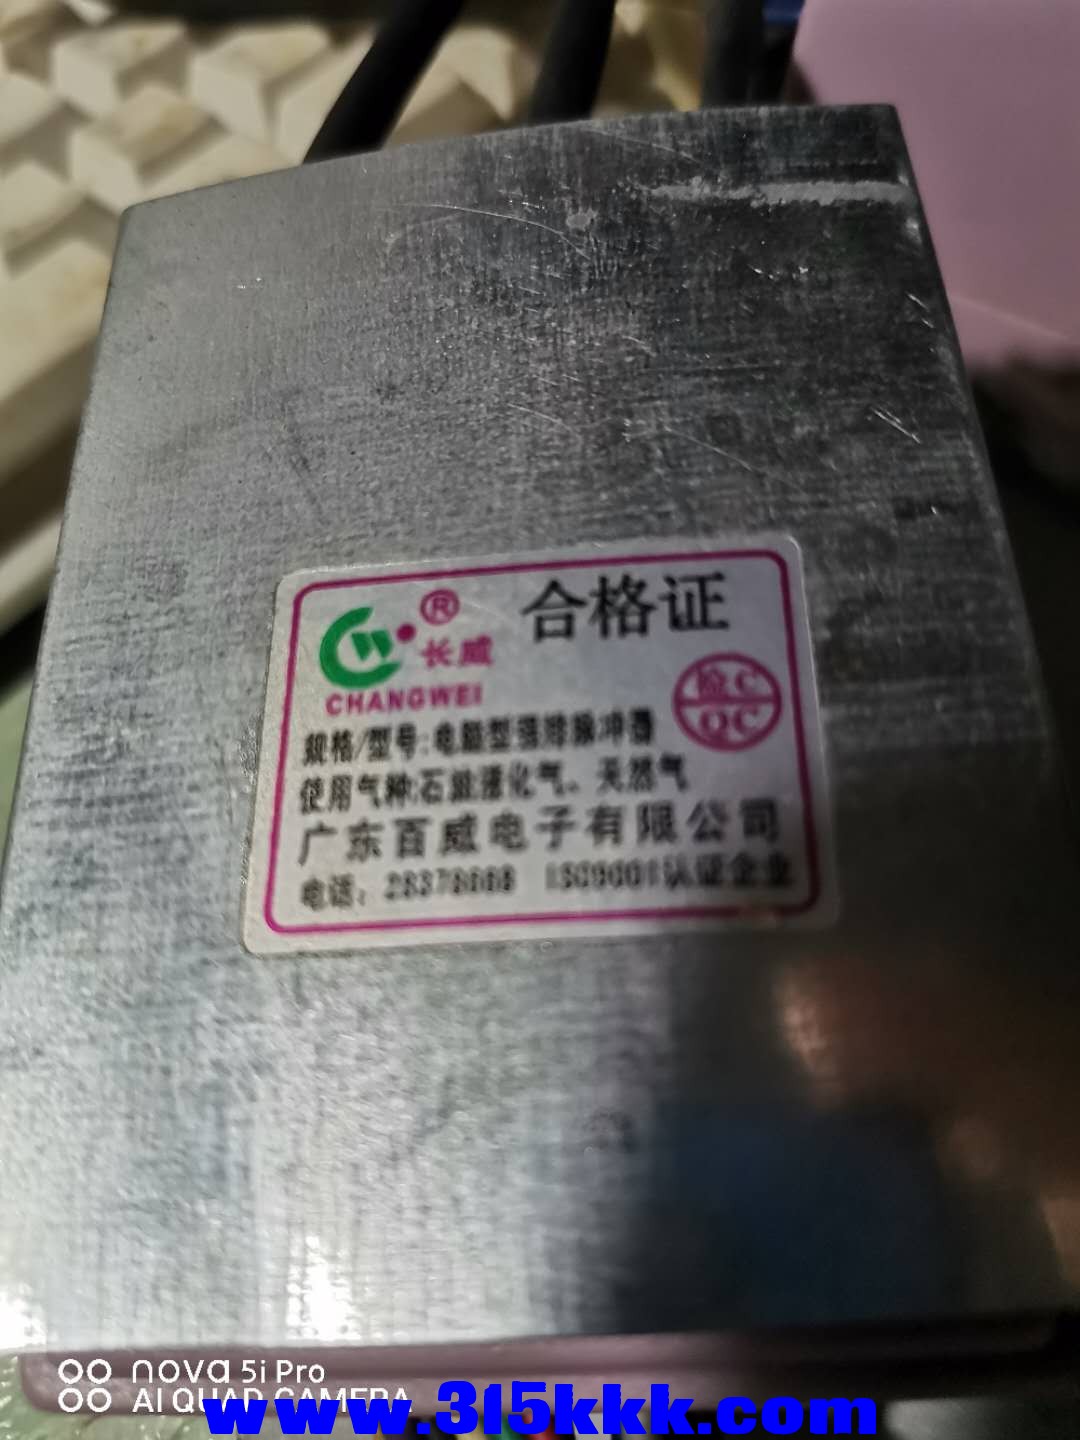 合格证
®
长威
CHANGWEI
检C
QC
规格/型号:电脑型强排脉冲器
使用气种:石油液化气、天然气
广东百威电子有限公司
电话: 28378668 ISO9001认证企业
nova 5i Pro
AI QUAD CAMERA
www.315kkk.com